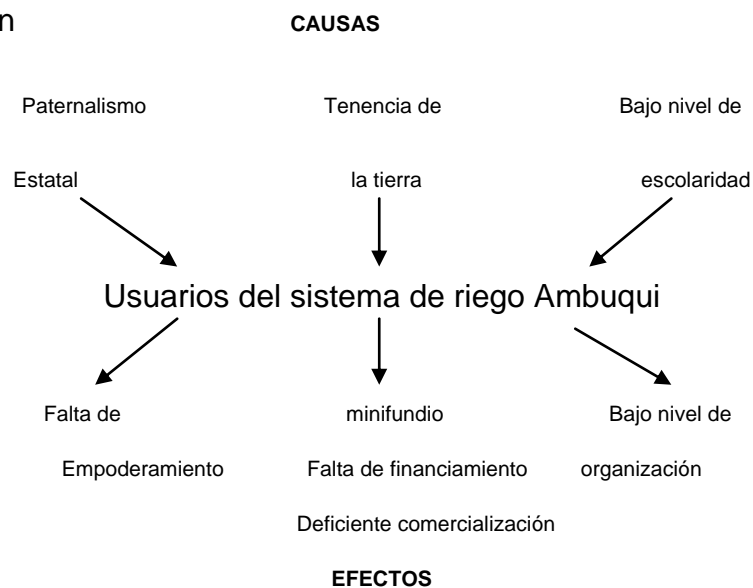 n
CAUSAS
Paternalismo Tenencia de Bajo nivel de
Estatal la tierra escolaridad
Usuarios del sistema de riego Ambuqui
Falta de minifundio Bajo nivel de
Empoderamiento Falta de financiamiento organización
Deficiente comercialización
EFECTOS